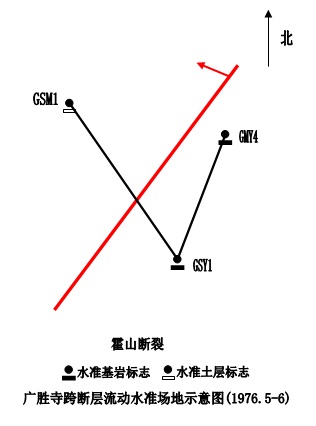 北
GSM1
GMY4
GSY1
霍山断裂
水准基岩标志 水准土层标志
广胜寺跨断层流动水准场地示意图(1976.5-6)